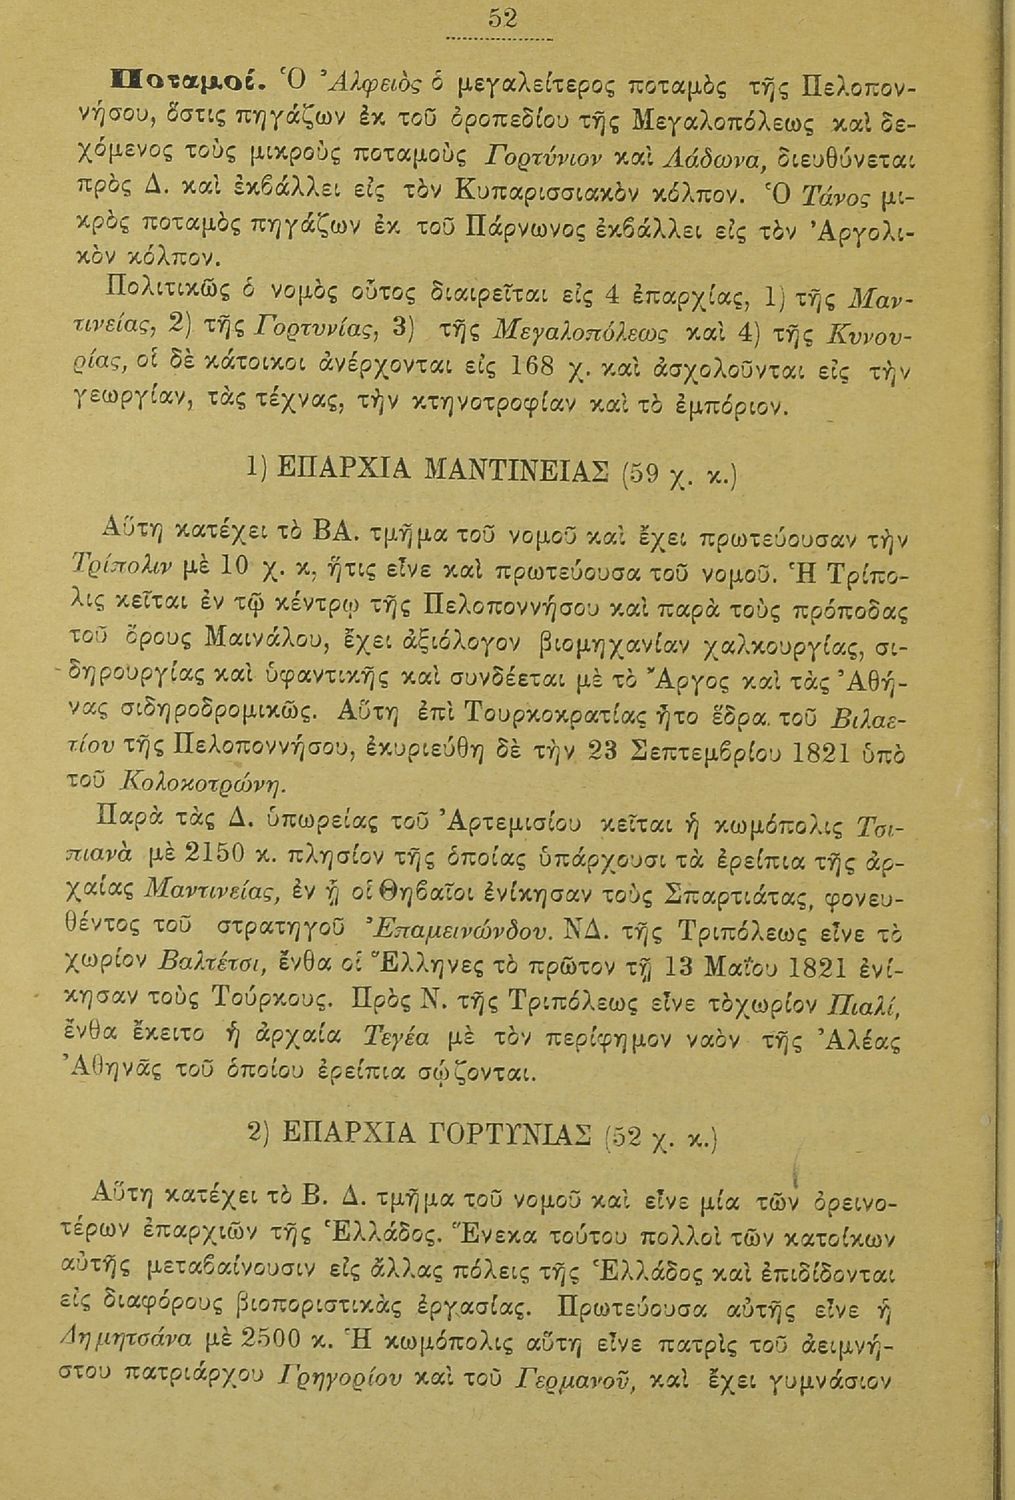 52
Ποταμοί. Ὁ Ἀλφειὸς ὁ μεγαλείτερος ποταμὸς τῆς Πελοπον-
νήσου, ὅστις πηγάζων ἐκ τοῦ ὀροπεδίου τῆς Μεγαλοπόλεως καὶ δε-
χόμενος τοὺς μικροὺς ποταμοὺς Γορτύνιον καὶ Λάδωνα, διευθύνεται
πρὸς Δ. καὶ ἐκβάλλει εἰς τὸν Κυπαρισσιακὸν κόλπον. Ὁ Τάνος μι-
κρὸς ποταμὸς πηγάζων ἐκ τοῦ Πάρνωνος ἐκβάλλει εἰς τὸν Ἀργολι-
κὸν κόλπον.
Πολιτικῶς ὁ νομὸς οὗτος διαιρεῖται εἰς 4 ἐπαρχίας, 1) τῆς Μαν-
τινείας, 2) τῆς Γορτυνίας, 3) τῆς Μεγαλοπόλεως καὶ 4) τῆς Κυνου-
ρίας, οἱ δὲ κάτοικοι ἀνέρχονται εἰς 168 χ. καὶ ἀσχολοῦνται εἰς τὴν
γεωργίαν, τὰς τέχνας, τὴν κτηνοτροφίαν καὶ τὸ ἐμπόριον.
1) ΕΠΑΡΧΙΑ ΜΑΝΤΙΝΕΙΑΣ (59 χ. κ.)
Αὕτη κατέχει τὸ ΒΑ. τμῆμα τοῦ νομοῦ καὶ ἔχει πρωτεύουσαν τὴν
Τρίπολιν μὲ 10 χ. κ, ἥτις εἶνε καὶ πρωτεύουσα τοῦ νομοῦ. Ἡ Τρίπο-
λις κεῖται ἐν τῷ κέντρῳ τῆς Πελοποννήσου καὶ παρὰ τοὺς πρόποδας
τοῦ ὄρους Μαινάλου, ἔχει ἀξιόλογον βιομηχανίαν χαλκουργίας, σι-
δηρουργίας καὶ ὑφαντικῆς καὶ συνδέεται μὲ τὸ Ἄργος καὶ τὰς Ἀθή-
νας σιδηροδρομικῶς. Αὕτη ἐπὶ Τουρκοκρατίας ἦτο ἕδρα τοῦ Βιλαε-
τίου τῆς Πελοποννήσου, ἐκυριεύθη δὲ τὴν 23 Σεπτεμβρίου 1821 ὑπὸ
τοῦ Κολοκοτρώνη.
Παρὰ τὰς Δ. ὑπωρείας τοῦ Ἀρτεμισίου κεῖται ἡ κωμόπολις Τσι-
πιανὰ μὲ 2150 κ. πλησίον τῆς ὁποίας ὑπάρχουσι τὰ ἐρείπια τῆς ἀρ-
χαίας Μαντινείας, ἐν ᾗ οἱ Θηβαῖοι ἐνίκησαν τοὺς Σπαρτιάτας, φονευ-
θέντος τοῦ στρατηγοῦ Ἐπαμεινώνδου. ΝΔ. τῆς Τριπόλεως εἶνε τὸ
χωρίον Βαλτέτσι, ἔνθα οἱ Ἕλληνες τὸ πρῶτον τῇ 13 Μαΐου 1821 ἐνί-
κησαν τοὺς Τούρκους. Πρὸς Ν. τῆς Τριπόλεως εἶνε τὸχωρίον Πιαλί,
ἔνθα ἔκειτο ἡ ἀρχαία Τεγέα μὲ τὸν περίφημον ναὸν τῆς Ἀλέας
Ἀθηνᾶς τοῦ ὁποίου ἐρείπια σῴζονται.
2) ΕΠΑΡΧΙΑ ΓΟΡΤΥΝΙΑΣ (52 χ. κ.)
Αὕτη κατέχει τὸ Β. Δ. τμῆμα τοῦ νομοῦ καὶ εἶνε μία τῶν ὀρεινο-
τέρων ἐπαρχιῶν τῆς Ἑλλάδος. Ἕνεκα τούτου πολλοὶ τῶν κατοίκων
αὐτῆς μεταβαίνουσιν εἰς ἄλλας πόλεις τῆς Ἑλλάδος καὶ ἐπιδίδονται
εἰς διαφόρους βιοποριστικὰς ἐργασίας. Πρωτεύουσα αὐτῆς εἶνε ἡ
Δημητσάνα μὲ 2500 κ. Ἡ κωμόπολις αὕτη εἶνε πατρὶς τοῦ ἀειμνή-
στου πατριάρχου Γρηγορίου καὶ τοῦ Γερμανοῦ, καὶ ἔχει γυμνάσιον